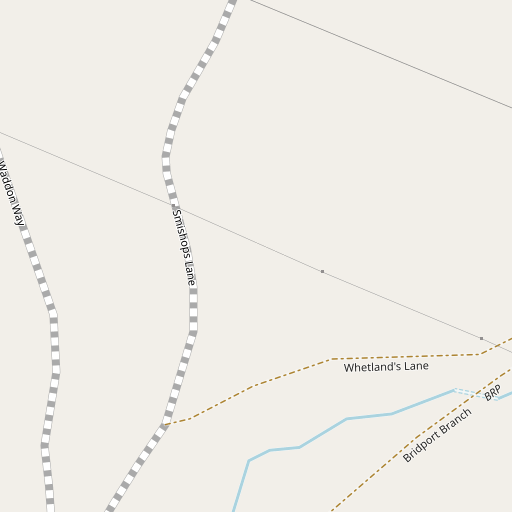 Waddon Way
Smishops Lane
Whetland's Lane
BRP
Bridport Branch